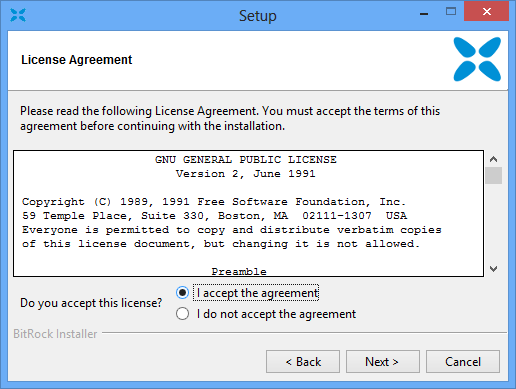 Setup
License Agreement
Please read the following License Agreement. You must accept the terms of this
agreement before continuing with the installation.
GNU GENERAL PUBLIC LICENSE
Version 2, June 1991
Copyright (C) 1989, 1991 Free Software Foundation, Inc.
59 Temple Place, Suite 330, Boston, MA  02111-1307  USA
Everyone is permitted to copy and distribute verbatim copies
of this license document, but changing it is not allowed.
Preamble
Do you accept this license?
I accept the agreement
I do not accept the agreement
BitRock Installer
< Back
Next >
Cancel